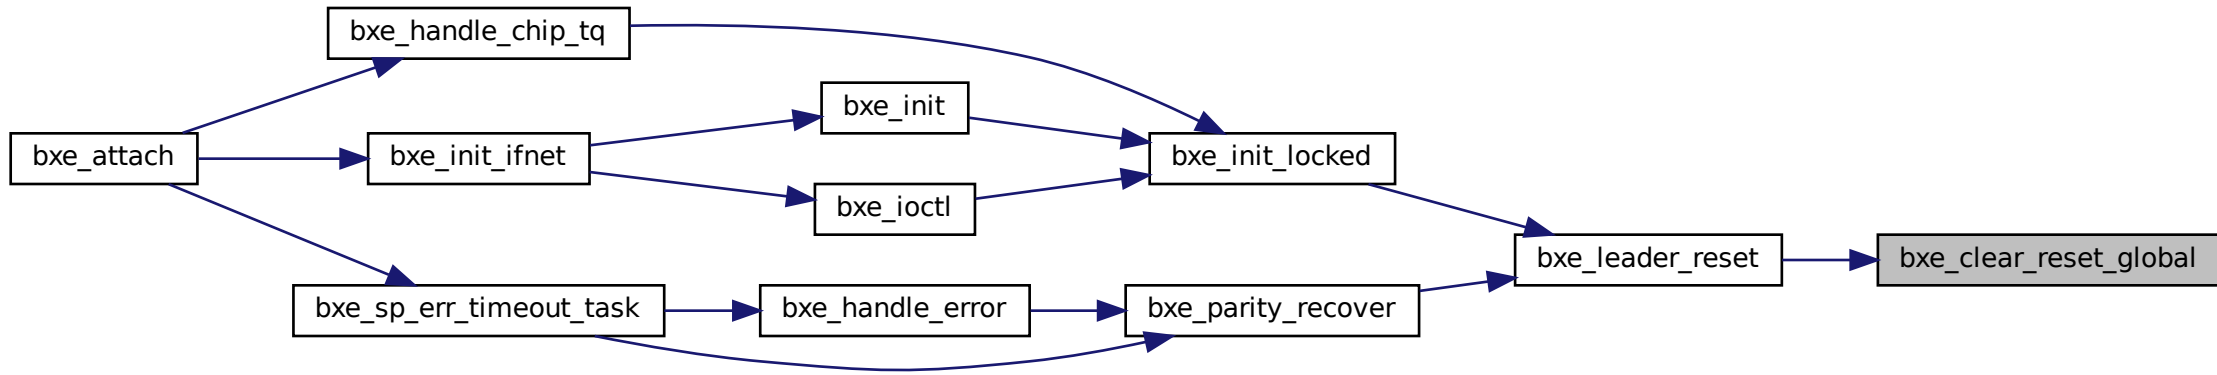 bxe_handle_chip_tq
bxe_init
bxe_attach
bxe_init_ifnet
bxe_init_locked
bxe_ioctl
bxe_leader_reset
bxe_clear_reset_global
bxe_sp_err_timeout_task
bxe_handle_error
bxe_parity_recover